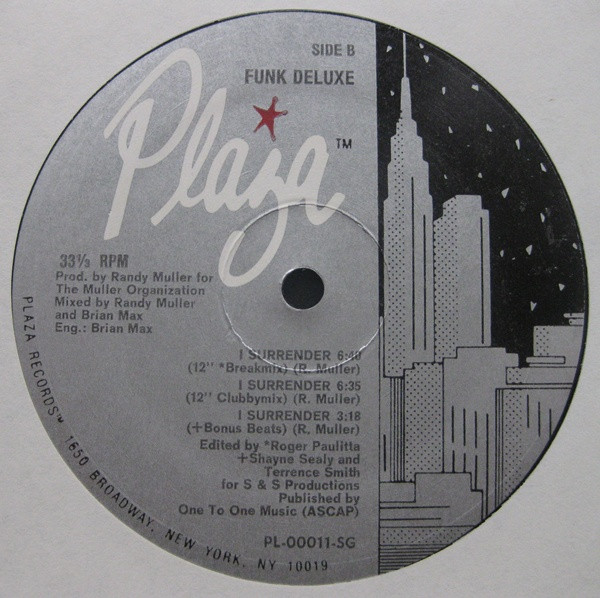 SIDE B
FUNK DELUXE
Plaza ™
33⅓ RPM
Prod. by Randy Muller for
The Muller Organization
Mixed by Randy Muller
and Brian Max
Eng.: Brian Max
I SURRENDER 6:40
(12" *Breakmix) (R. Muller)
I SURRENDER 6:35
(12" Clubbymix) (R. Muller)
I SURRENDER 3:18
(+Bonus Beats) (R. Muller)
Edited by *Roger Paulitta
+Shayne Sealy and
Terrence Smith
for S & S Productions
Published by
One To One Music (ASCAP)
PL-00011-SG
PLAZA RECORDS™ 1650 BROADWAY, NEW YORK, NY 10019